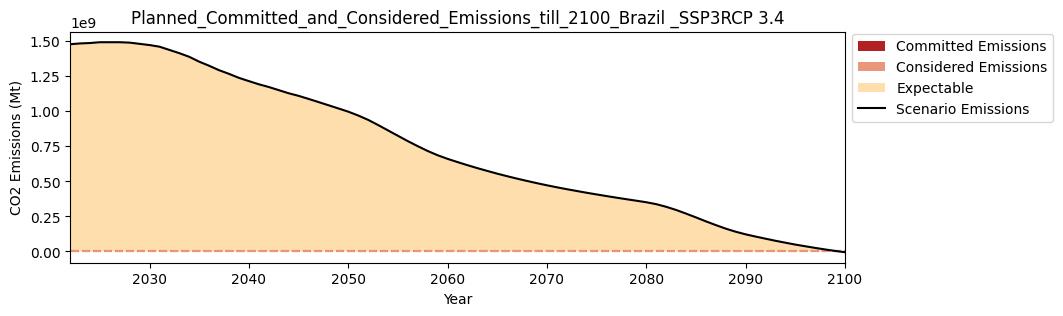 Planned_Committed_and_Considered_Emissions_till_2100_Brazil _SSP3RCP 3.4
1e9
1.50
1.25
1.00
0.75
0.50
0.25
0.00
CO2 Emissions (Mt)
2030 2040 2050 2060 2070 2080 2090 2100
Year
Committed Emissions
Considered Emissions
Expectable
Scenario Emissions